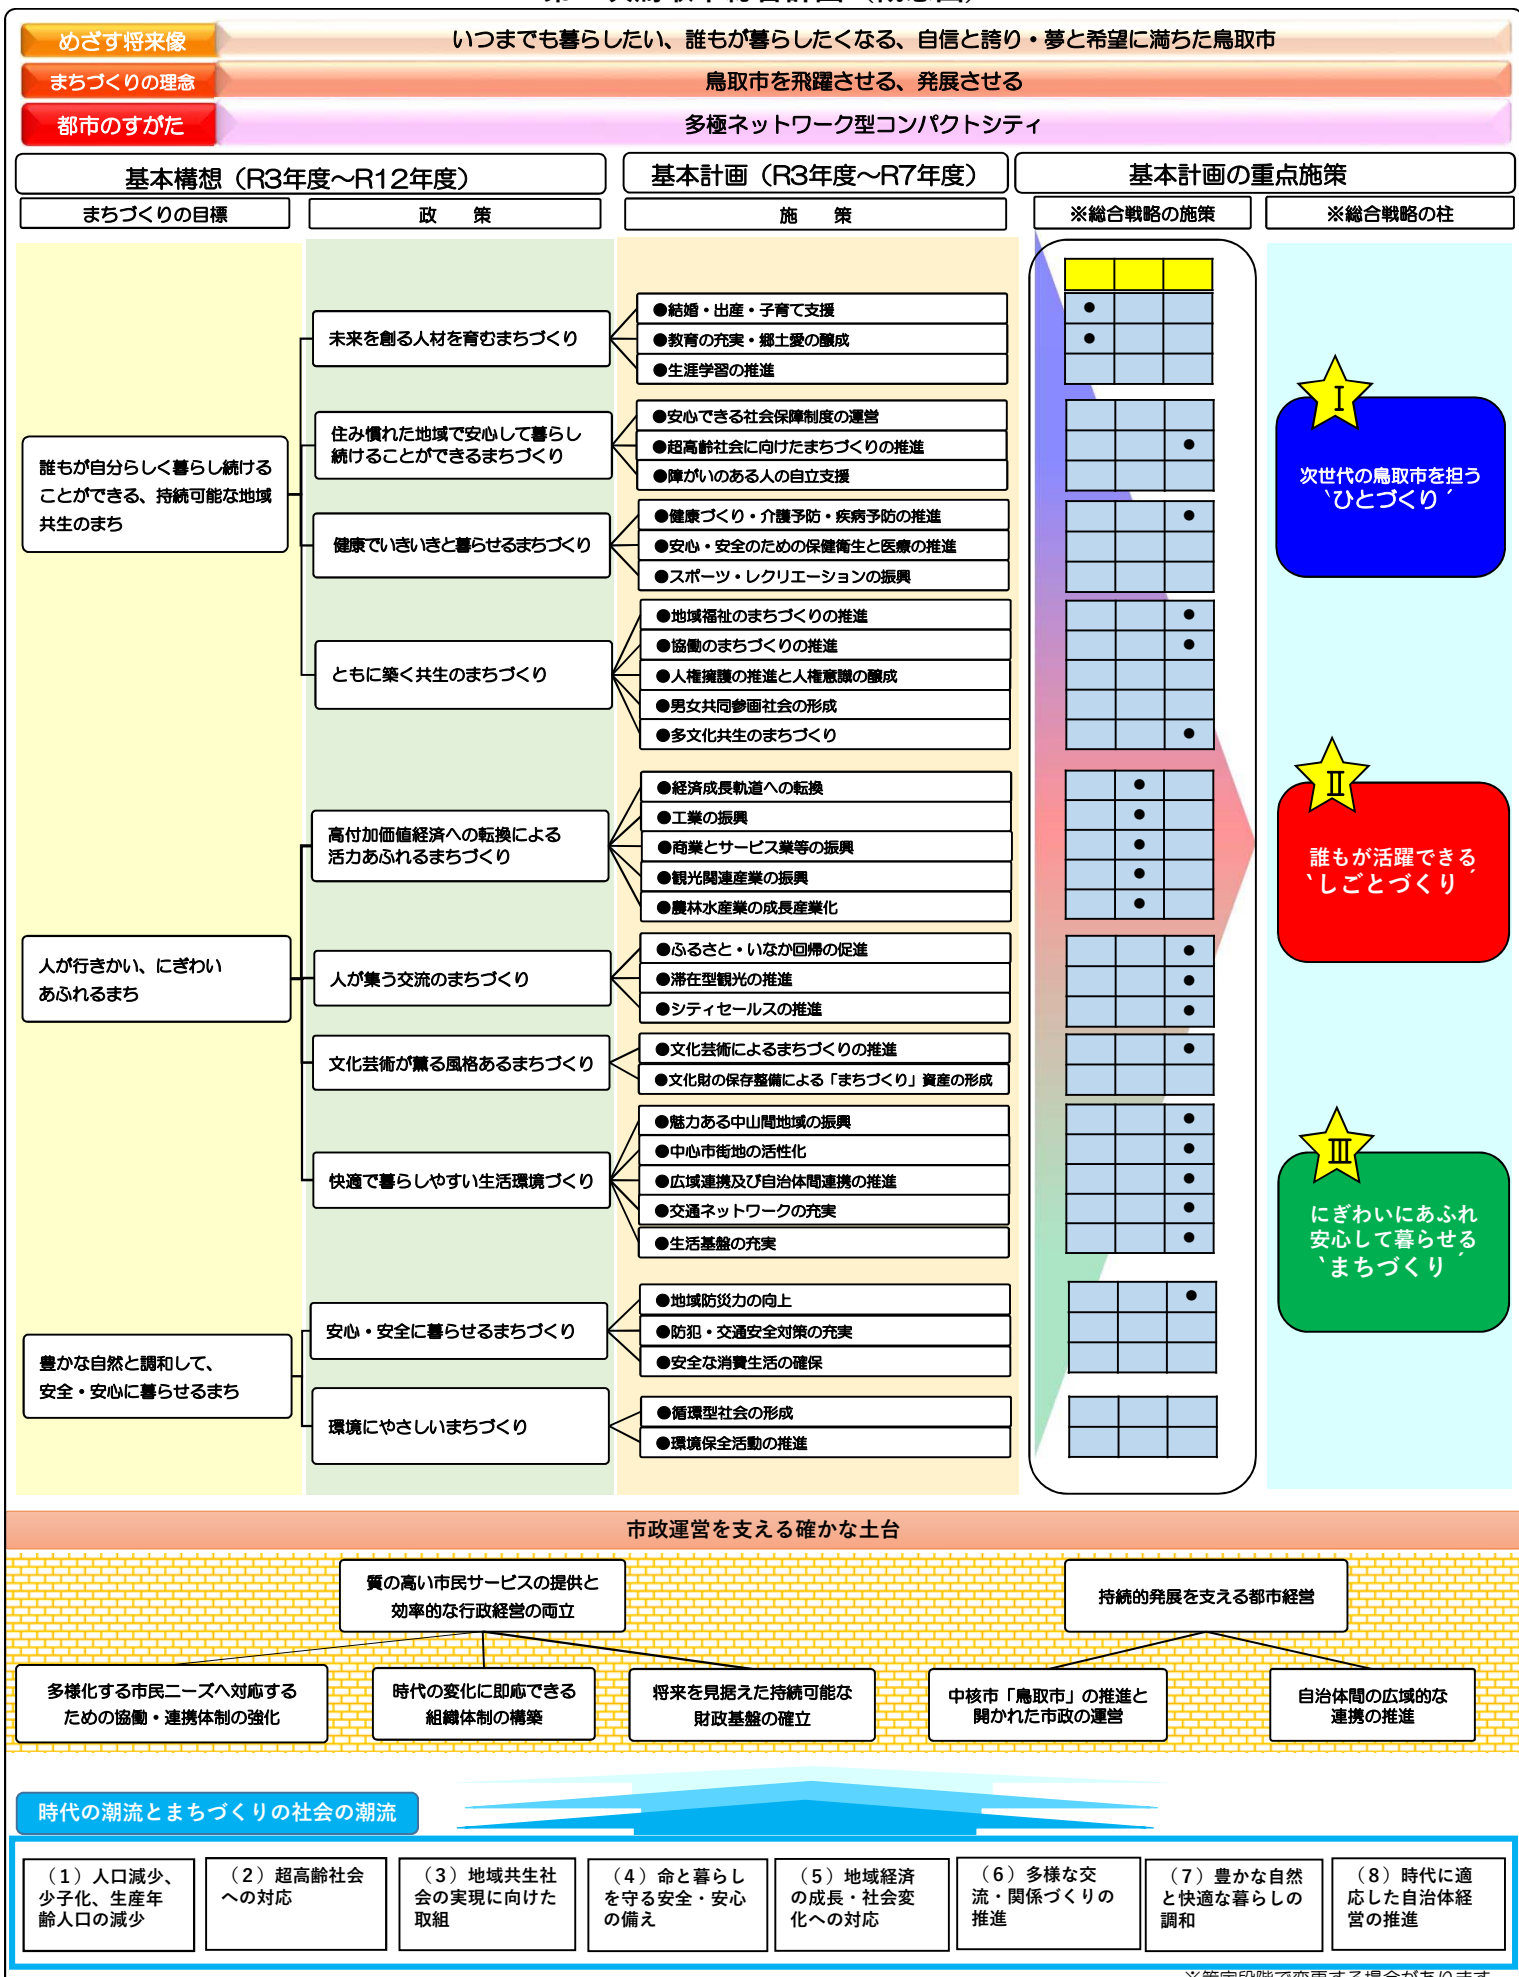 めざす将来像
いつまでも暮らしたい、誰もが暮らしたくなる、自信と誇り・夢と希望に満ちた鳥取市
まちづくりの理念
鳥取市を飛躍させる、発展させる
都市のすがた
多極ネットワーク型コンパクトシティ
基本構想（R3年度～R12年度）
基本計画（R3年度～R7年度）
基本計画の重点施策
まちづくりの目標
政　　策
施　　策
※総合戦略の施策
※総合戦略の柱
誰もが自分らしく暮らし続ける
ことができる、持続可能な地域
共生のまち
未来を創る人材を育むまちづくり
●結婚・出産・子育て支援
●教育の充実・郷土愛の醸成
●生涯学習の推進
住み慣れた地域で安心して暮らし
続けることができるまちづくり
●安心できる社会保障制度の運営
●超高齢社会に向けたまちづくりの推進
●障がいのある人の自立支援
健康でいきいきと暮らせるまちづくり
●健康づくり・介護予防・疾病予防の推進
●安心・安全のための保健衛生と医療の推進
●スポーツ・レクリエーションの振興
ともに築く共生のまちづくり
●地域福祉のまちづくりの推進
●協働のまちづくりの推進
●人権擁護の推進と人権意識の醸成
●男女共同参画社会の形成
●多文化共生のまちづくり
人が行きかい、にぎわい
あふれるまち
高付加価値経済への転換による
活力あふれるまちづくり
●経済成長軌道への転換
●工業の振興
●商業とサービス業等の振興
●観光関連産業の振興
●農林水産業の成長産業化
人が集う交流のまちづくり
●ふるさと・いなか回帰の促進
●滞在型観光の推進
●シティセールスの推進
文化芸術が薫る風格あるまちづくり
●文化芸術によるまちづくりの推進
●文化財の保存整備による「まちづくり」資産の形成
快適で暮らしやすい生活環境づくり
●魅力ある中山間地域の振興
●中心市街地の活性化
●広域連携及び自治体間連携の推進
●交通ネットワークの充実
●生活基盤の充実
豊かな自然と調和して、
安全・安心に暮らせるまち
安心・安全に暮らせるまちづくり
●地域防災力の向上
●防犯・交通安全対策の充実
●安全な消費生活の確保
環境にやさしいまちづくり
●循環型社会の形成
●環境保全活動の推進
Ⅰ
次世代の鳥取市を担う
‵ひとづくり′
Ⅱ
誰もが活躍できる
‵しごとづくり′
Ⅲ
にぎわいにあふれ
安心して暮らせる
‵まちづくり′
市政運営を支える確かな土台
質の高い市民サービスの提供と
効率的な行政経営の両立
持続的発展を支える都市経営
多様化する市民ニーズへ対応する
ための協働・連携体制の強化
時代の変化に即応できる
組織体制の構築
将来を見据えた持続可能な
財政基盤の確立
中核市「鳥取市」の推進と
開かれた市政の運営
自治体間の広域的な
連携の推進
時代の潮流とまちづくりの社会の潮流
（１）人口減少、
少子化、生産年
齢人口の減少
（２）超高齢社会
への対応
（３）地域共生社
会の実現に向けた
取組
（４）命と暮らし
を守る安全・安心
の備え
（５）地域経済
の成長・社会変
化への対応
（６）多様な交
流・関係づくりの
推進
（７）豊かな自然
と快適な暮らしの
調和
（８）時代に適
応した自治体経
営の推進